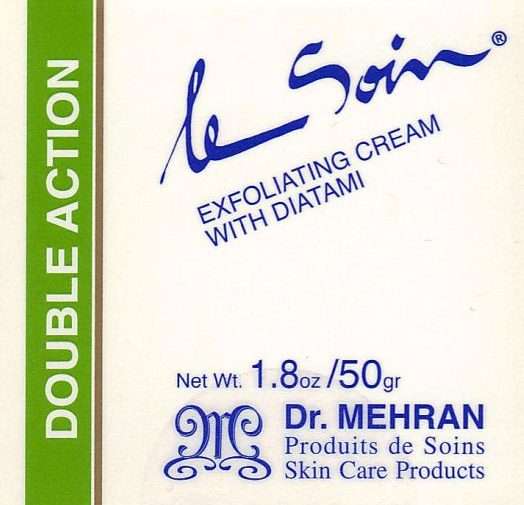 DOUBLE ACTION
le Soin®
EXFOLIATING CREAM
WITH DIATAMI
Net Wt. 1.8oz /50gr
M
Dr. MEHRAN
Produits de Soins
Skin Care Products